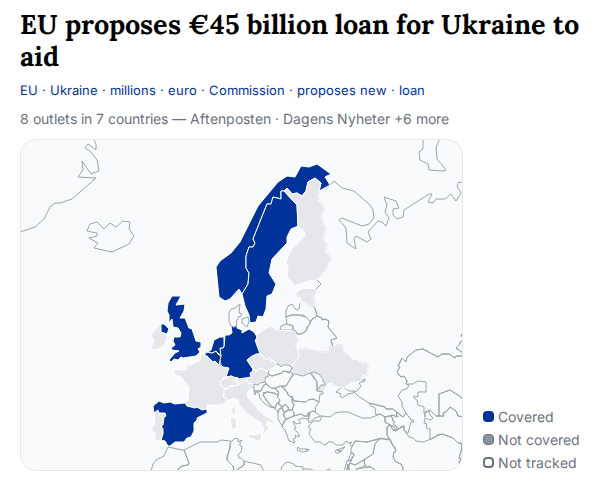 EU proposes €45 billion loan for Ukraine to
aid
EU · Ukraine · millions · euro · Commission · proposes new · loan
8 outlets in 7 countries — Aftenposten · Dagens Nyheter +6 more
Covered
Not covered
Not tracked